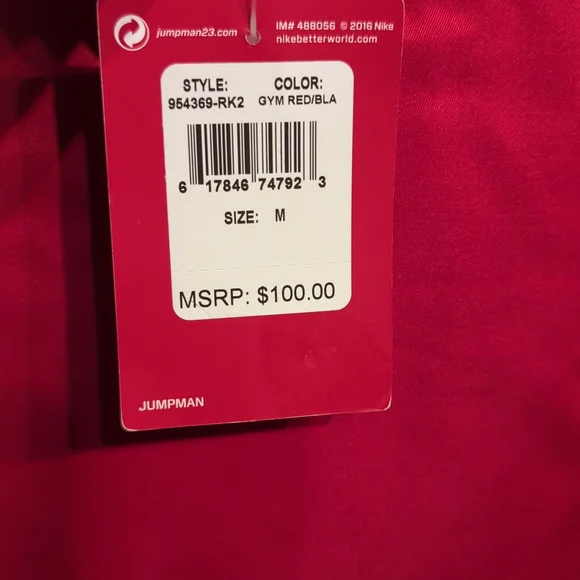 jumpman23.com
IM# 488056 © 2016 Nike
nikebetterworld.com
STYLE: COLOR:
954369-RK2 GYM RED/BLA
6 17846 74792 3
SIZE: M
MSRP: $100.00
JUMPMAN